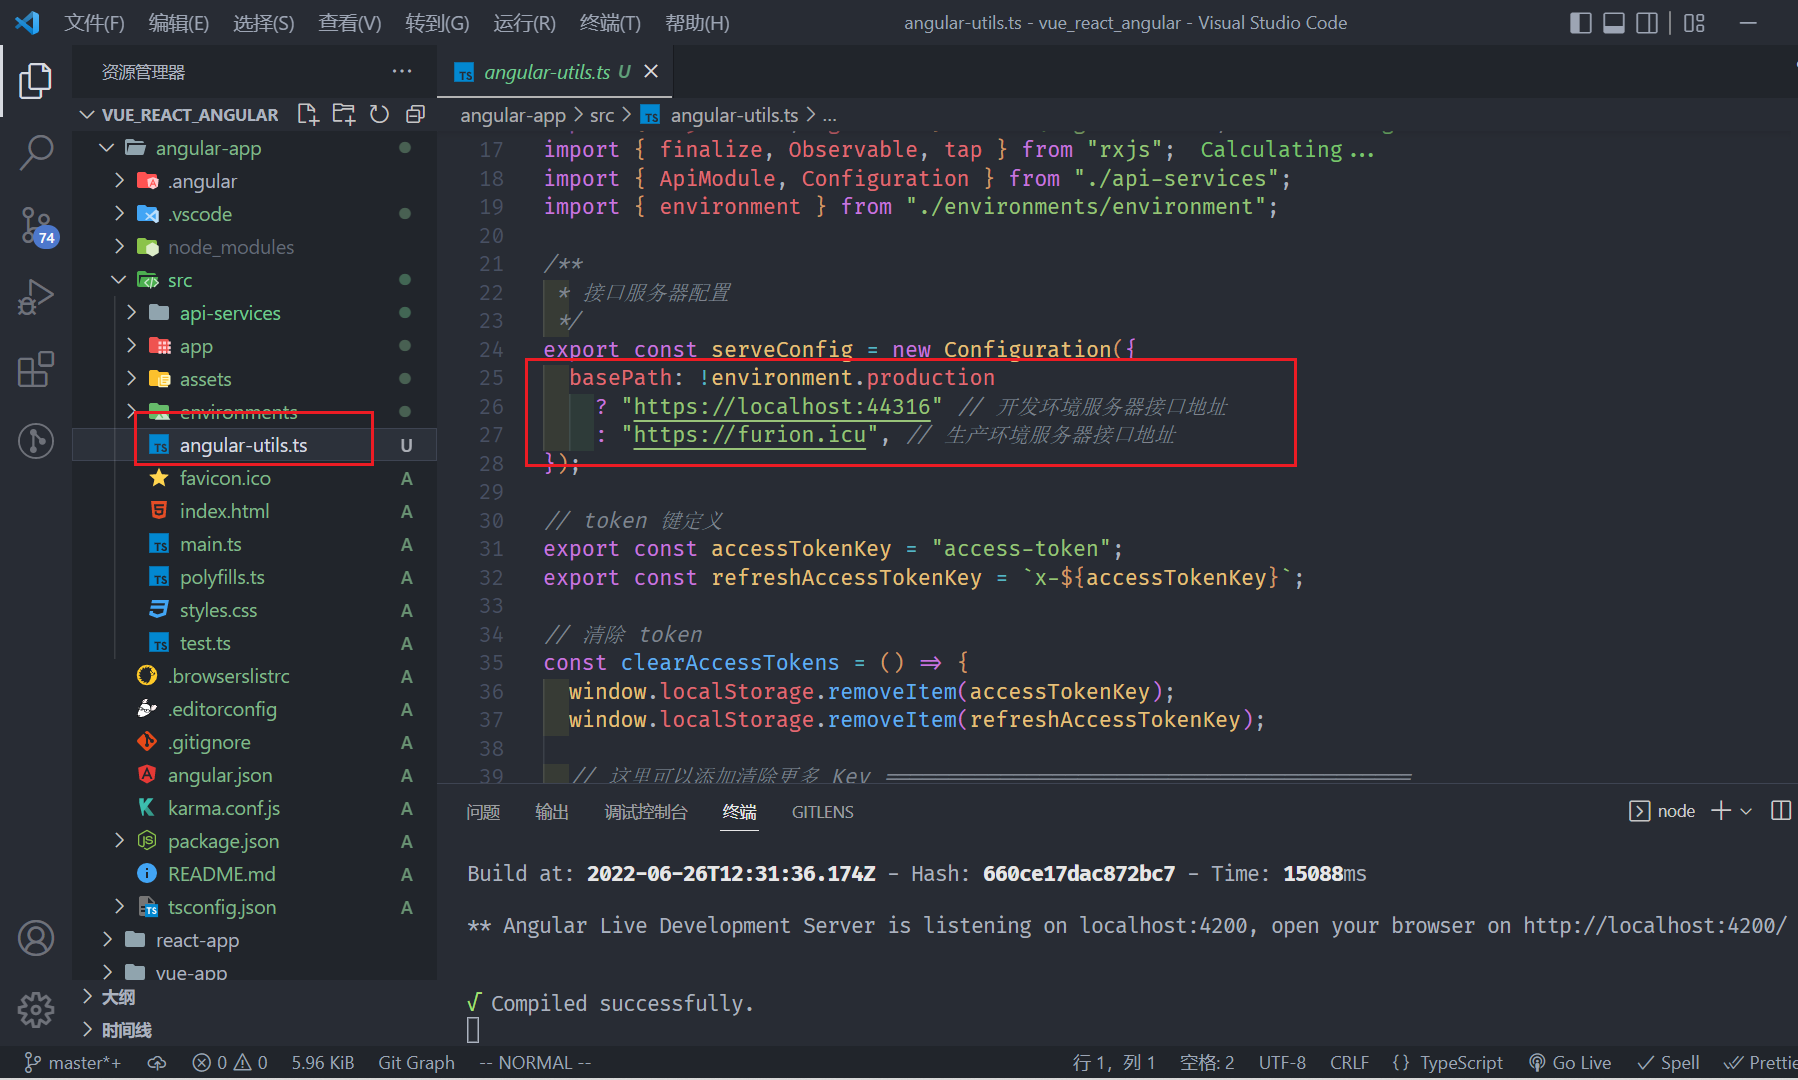 文件(F) 编辑(E) 选择(S) 查看(V) 转到(G) 运行(R) 终端(T) 帮助(H) angular-utils.ts - vue_react_angular - Visual Studio Code
资源管理器 ···
VUE_REACT_ANGULAR
angular-app
.angular
.vscode
node_modules
src
api-services
app
assets
environments
angular-utils.ts U
favicon.ico A
index.html A
main.ts A
polyfills.ts A
styles.css A
test.ts A
.browserslistrc A
.editorconfig A
.gitignore A
angular.json A
karma.conf.js A
package.json A
README.md A
tsconfig.json A
react-app
vue-app
大纲
时间线
74
angular-utils.ts U
angular-app > src > angular-utils.ts > ...
17 import { finalize, Observable, tap } from "rxjs"; Calculating...
18 import { ApiModule, Configuration } from "./api-services";
19 import { environment } from "./environments/environment";
20
21 /**
22 * 接口服务器配置
23 */
24 export const serveConfig = new Configuration({
25 basePath: !environment.production
26 ? "https://localhost:44316" // 开发环境服务器接口地址
27 : "https://furion.icu", // 生产环境服务器接口地址
28 });
29
30 // token 键定义
31 export const accessTokenKey = "access-token";
32 export const refreshAccessTokenKey = `x-${accessTokenKey}`;
33
34 // 清除 token
35 const clearAccessTokens = () => {
36 window.localStorage.removeItem(accessTokenKey);
37 window.localStorage.removeItem(refreshAccessTokenKey);
38
39 // 这里可以添加清除更多 Key
问题 输出 调试控制台 终端 GITLENS node
Build at: 2022-06-26T12:31:36.174Z - Hash: 660ce17dac872bc7 - Time: 15088ms
** Angular Live Development Server is listening on localhost:4200, open your browser on http://localhost:4200/
√ Compiled successfully.
master*+ 0 0 5.96 KiB Git Graph -- NORMAL -- 行 1，列 1 空格: 2 UTF-8 CRLF {} TypeScript Go Live Spell Prettie